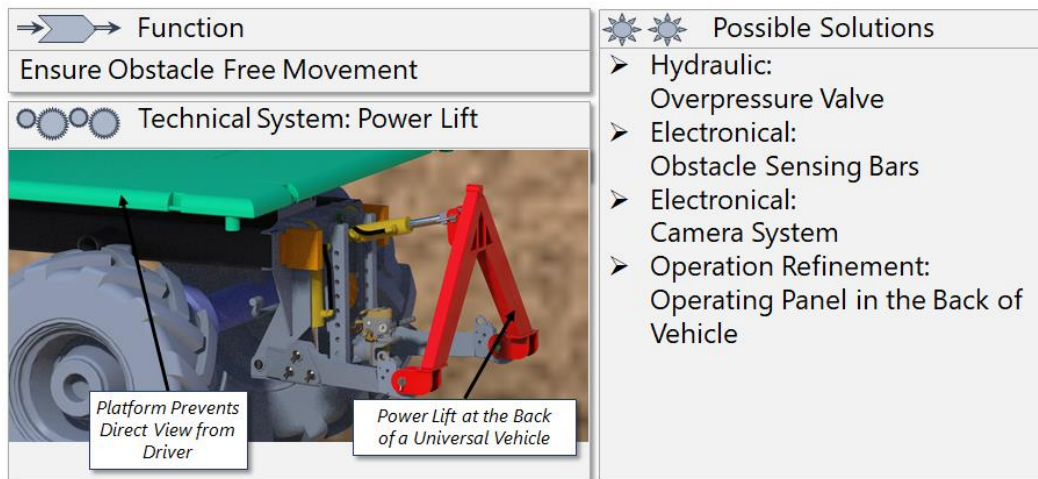 Function
Ensure Obstacle Free Movement
Technical System: Power Lift
Platform Prevents
Direct View from
Driver
Power Lift at the Back
of a Universal Vehicle
Possible Solutions
➤ Hydraulic:
Overpressure Valve
➤ Electronical:
Obstacle Sensing Bars
➤ Electronical:
Camera System
➤ Operation Refinement:
Operating Panel in the Back of
Vehicle